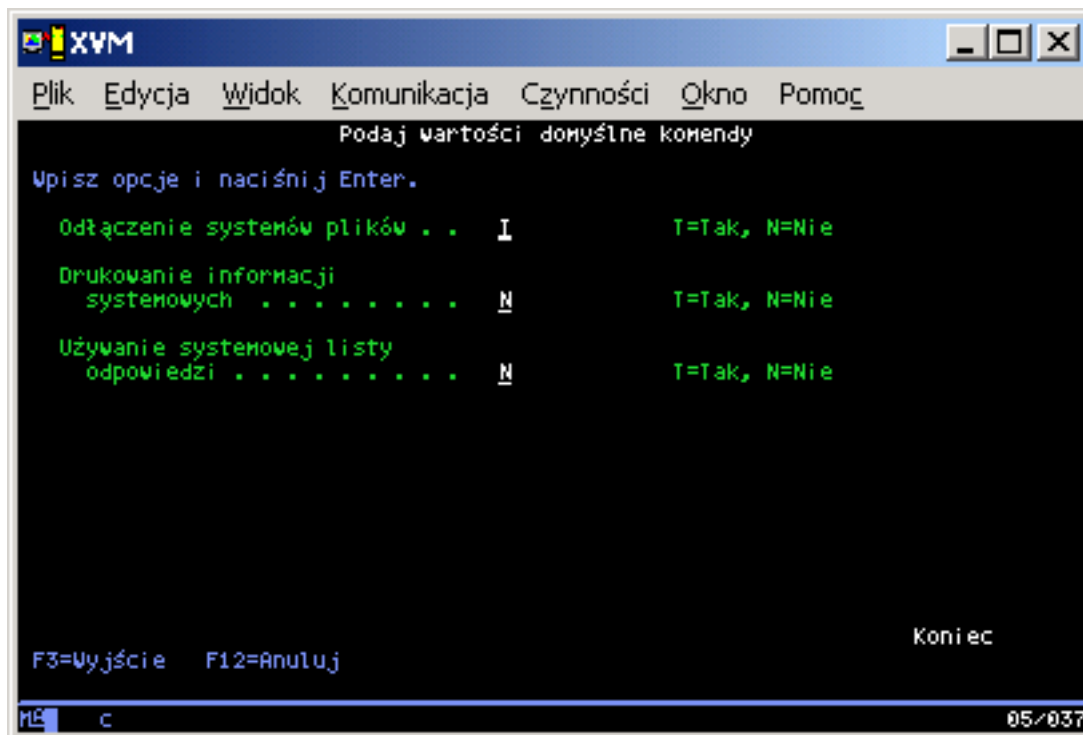 XVM
Plik Edycja Widok Komunikacja Czynności Okno Pomoc
Podaj wartości domyślne komendy
Wpisz opcje i naciśnij Enter.
Odłączenie systemów plików . . T T=Tak, N=Nie
Drukowanie informacji
systemowych . . . . . . . . N T=Tak, N=Nie
Używanie systemowej listy
odpowiedzi . . . . . . . . . N T=Tak, N=Nie
Koniec
F3=Wyjście F12=Anuluj
MA c 05/037